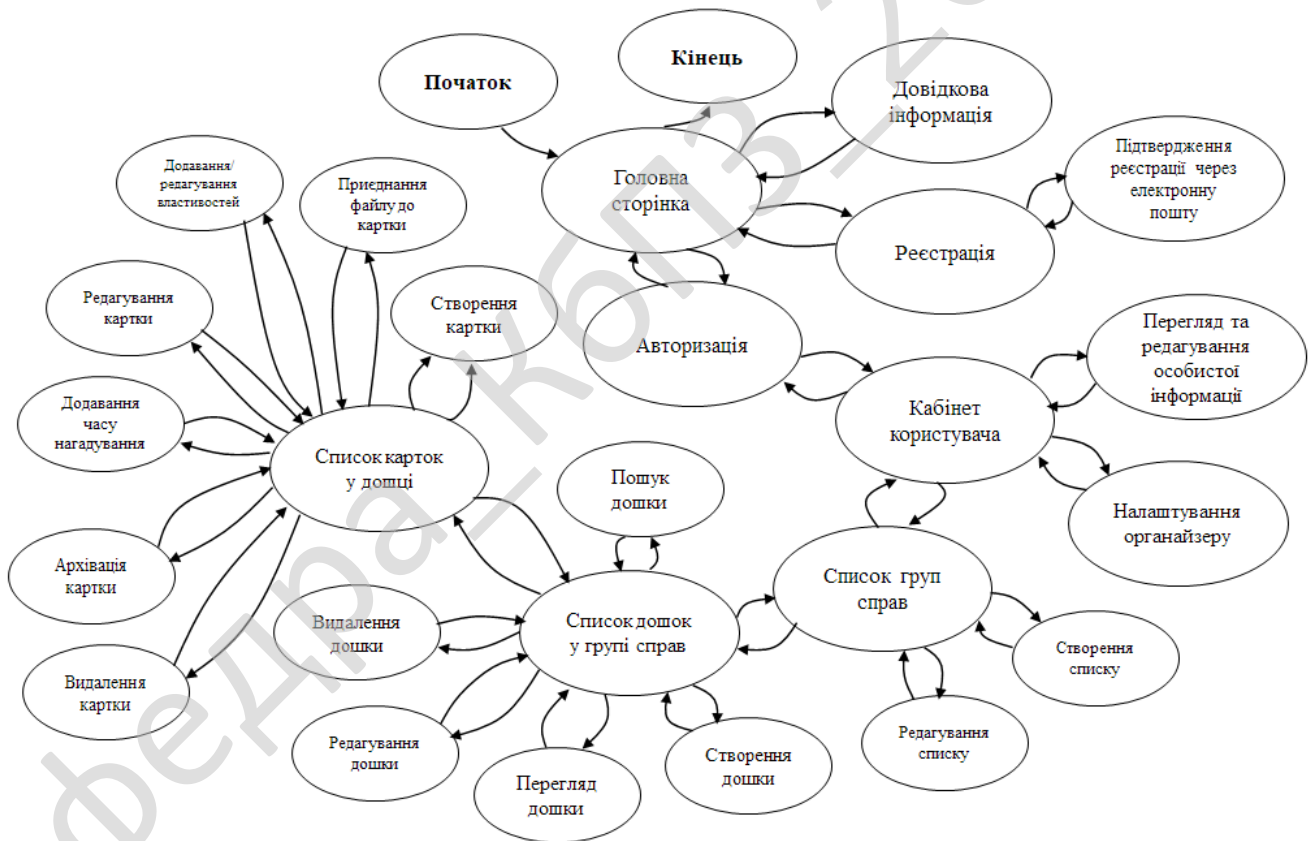 Початок
Кінець
Довідкова
інформація
Головна
сторінка
Підтвердження
реєстрації через
електронну
пошту
Реєстрація
Додавання/
редагування
властивостей
Приєднання
файлу до
картки
Редагування
картки
Створення
картки
Авторизація
Перегляд та
редагування
особистої
інформації
Кабінет
користувача
Додавання
часу
нагадування
Список карток
у дошці
Пошук
дошки
Налаштування
органайзеру
Архівація
картки
Список груп
справ
Видалення
дошки
Список дошок
у групі справ
Створення
списку
Видалення
картки
Редагування
дошки
Перегляд
дошки
Створення
дошки
Редагування
списку
федра_КбПЗ_2